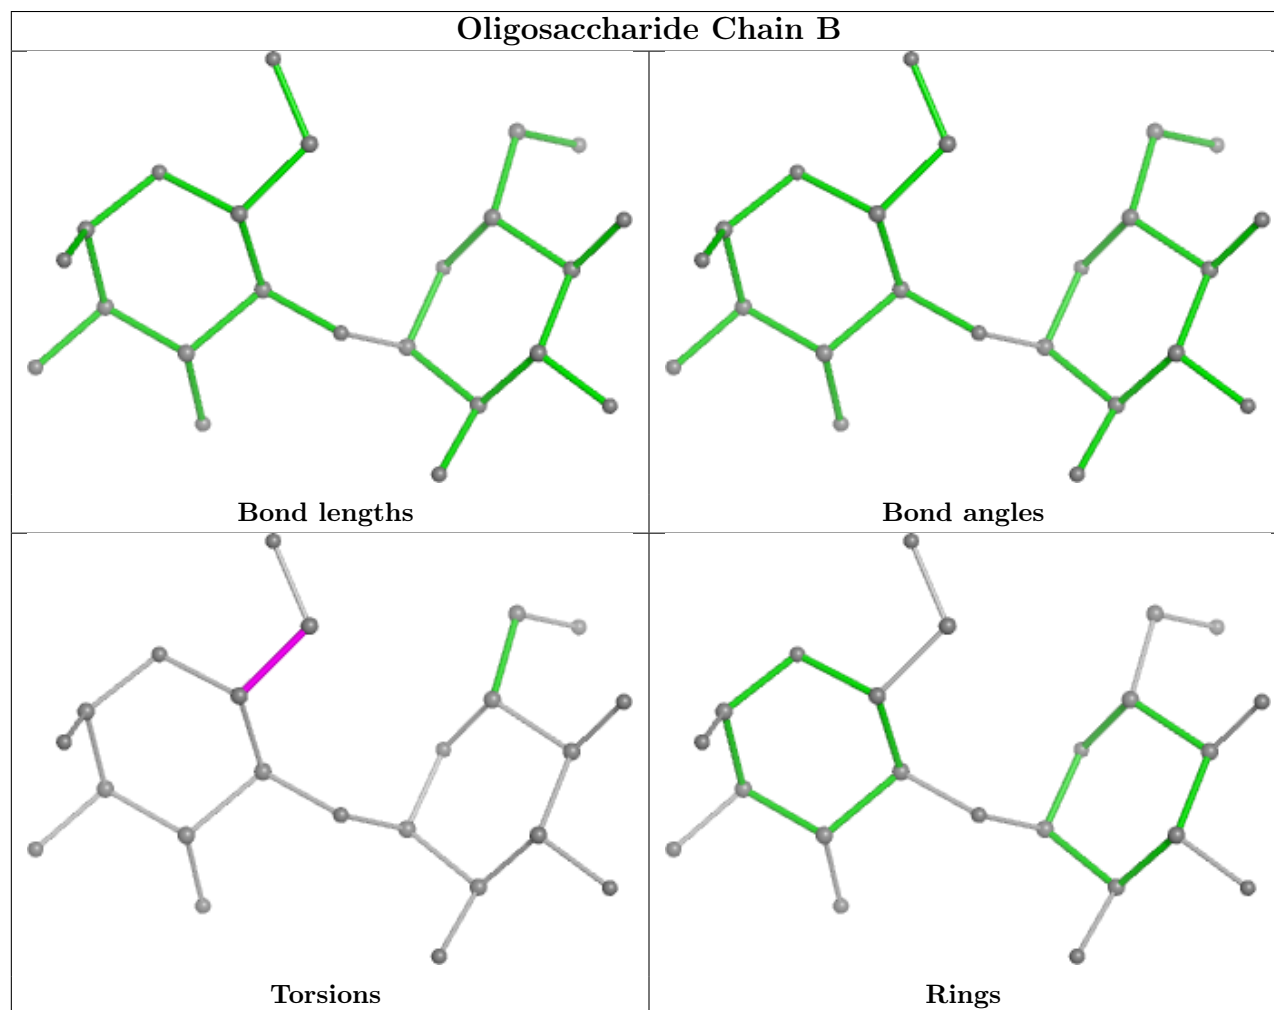 Oligosaccharide Chain B
Bond lengths
Bond angles
Torsions
Rings